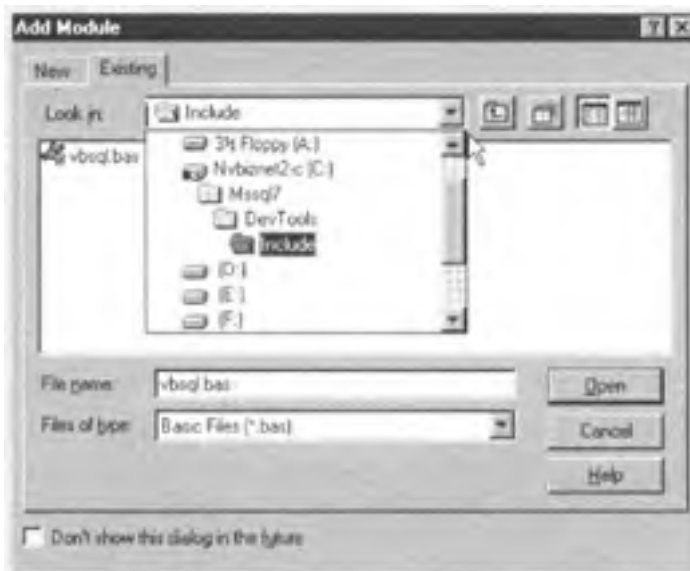 Add Module
New Existing
Look in: Include
vbsql.bas
3½ Floppy (A:)
Nvbiznet2-c (C:)
Mssql7
DevTools
Include
(D:)
(E:)
(F:)
File name: vbsql.bas
Open
Files of type: Basic Files (*.bas)
Cancel
Help
Don't show this dialog in the future